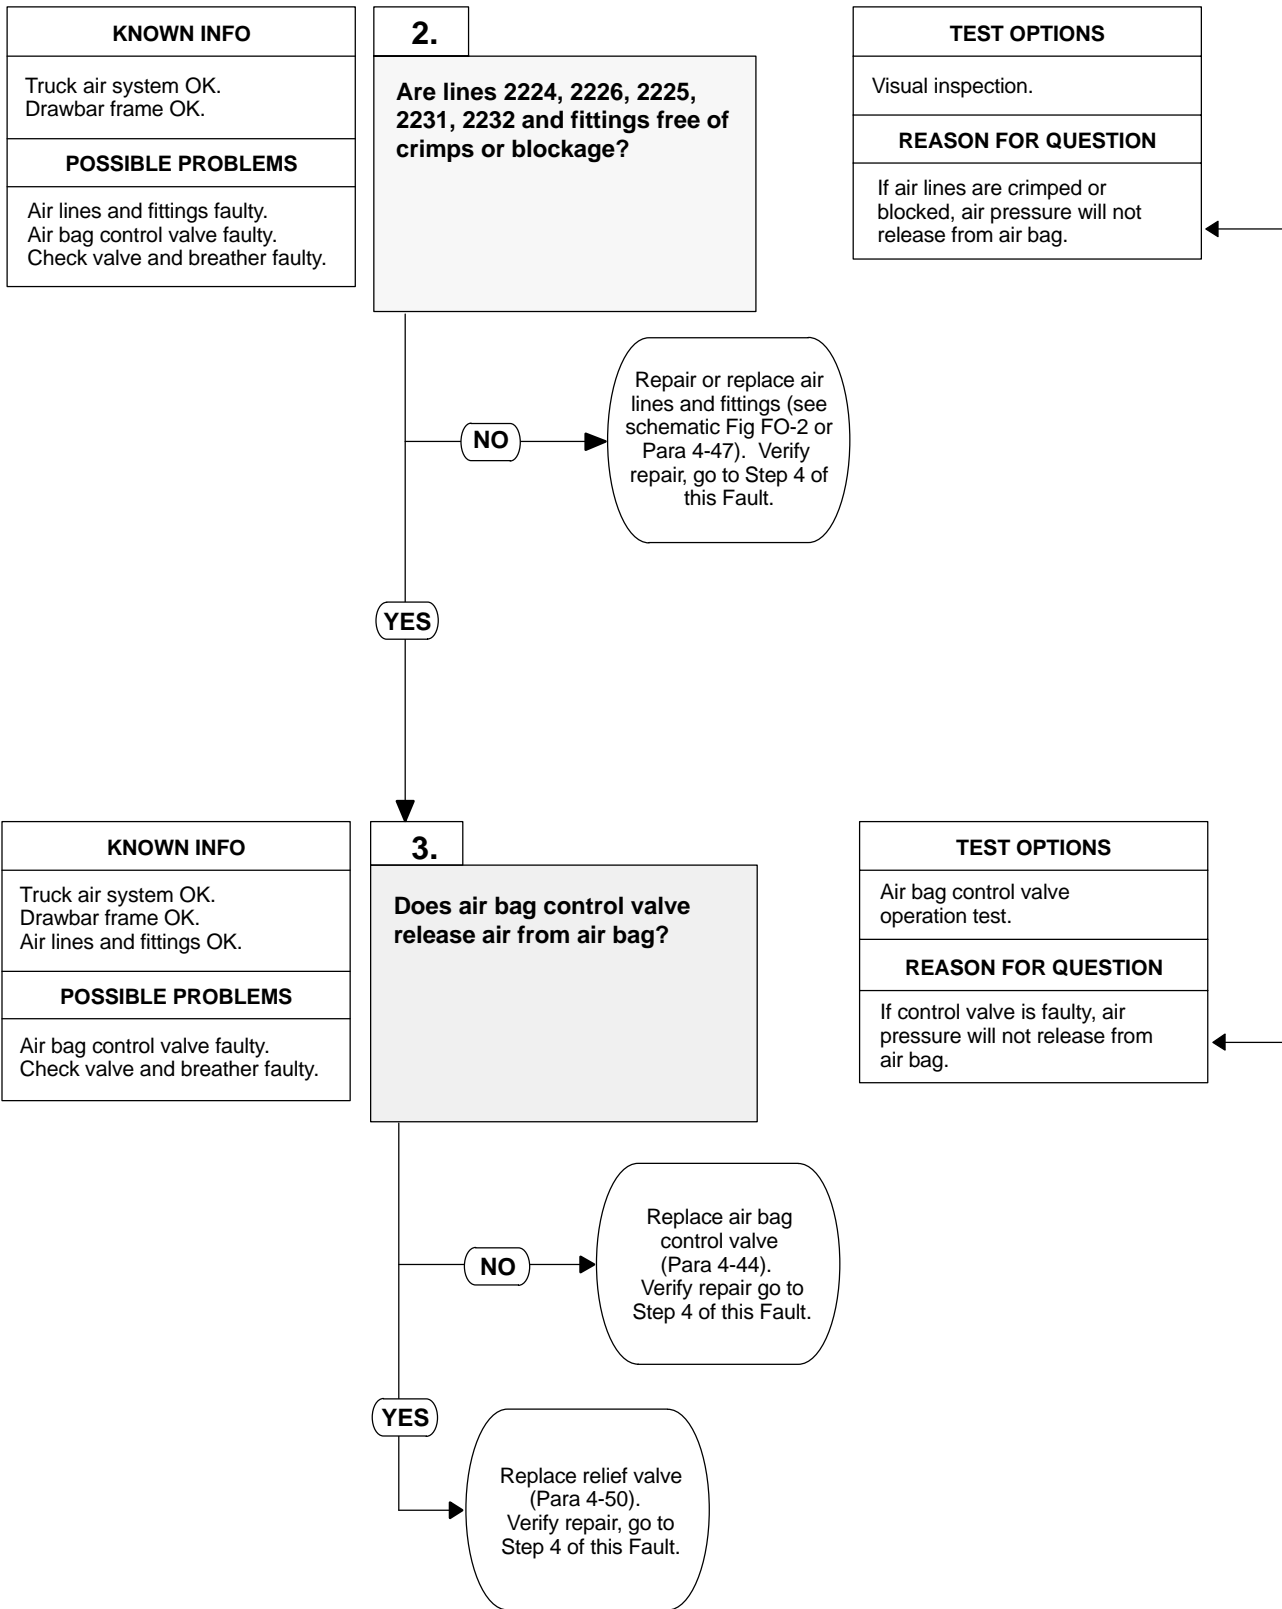 KNOWN INFO
Truck air system OK.
Drawbar frame OK.
POSSIBLE PROBLEMS
Air lines and fittings faulty.
Air bag control valve faulty.
Check valve and breather faulty.
2.
Are lines 2224, 2226, 2225,
2231, 2232 and fittings free of
crimps or blockage?
TEST OPTIONS
Visual inspection.
REASON FOR QUESTION
If air lines are crimped or
blocked, air pressure will not
release from air bag.
NO
Repair or replace air
lines and fittings (see
schematic Fig FO-2 or
Para 4-47). Verify
repair, go to Step 4 of
this Fault.
YES
KNOWN INFO
Truck air system OK.
Drawbar frame OK.
Air lines and fittings OK.
POSSIBLE PROBLEMS
Air bag control valve faulty.
Check valve and breather faulty.
3.
Does air bag control valve
release air from air bag?
TEST OPTIONS
Air bag control valve
operation test.
REASON FOR QUESTION
If control valve is faulty, air
pressure will not release from
air bag.
NO
Replace air bag
control valve
(Para 4-44).
Verify repair go to
Step 4 of this Fault.
YES
Replace relief valve
(Para 4-50).
Verify repair, go to
Step 4 of this Fault.